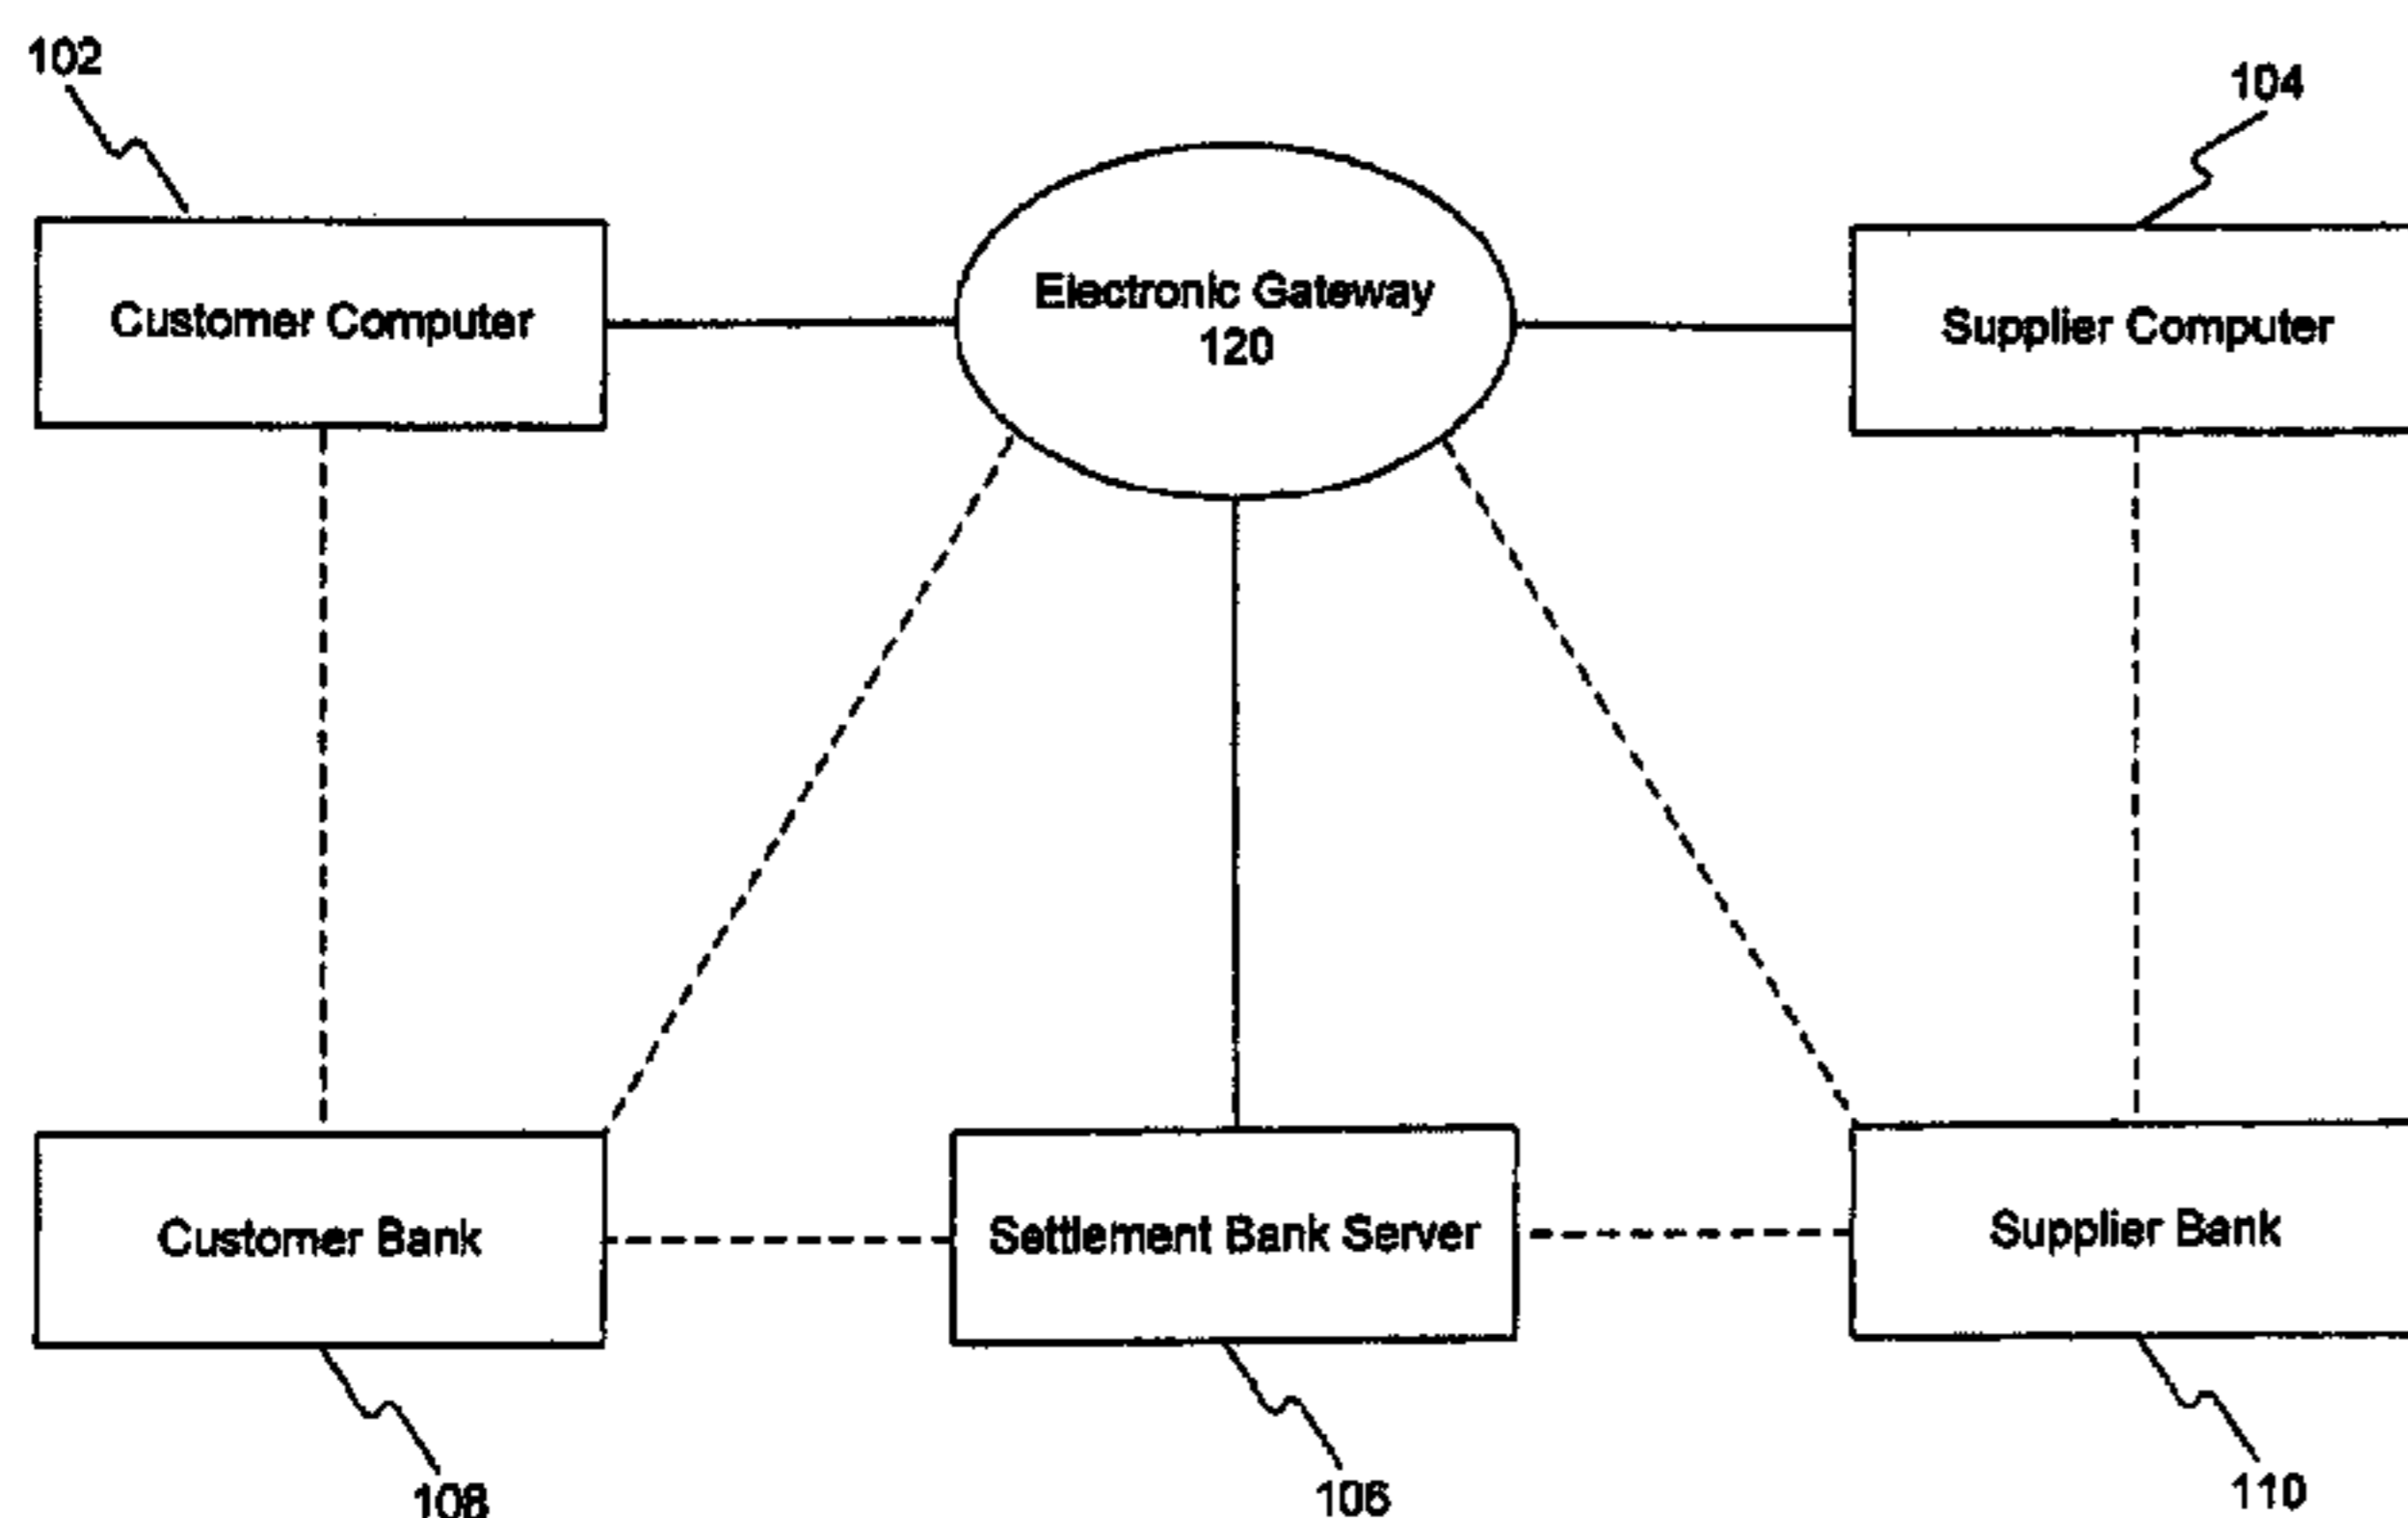 102
104
Customer Computer
Electronic Gateway
120
Supplier Computer
Customer Bank
Settlement Bank Server
Supplier Bank
108
106
110